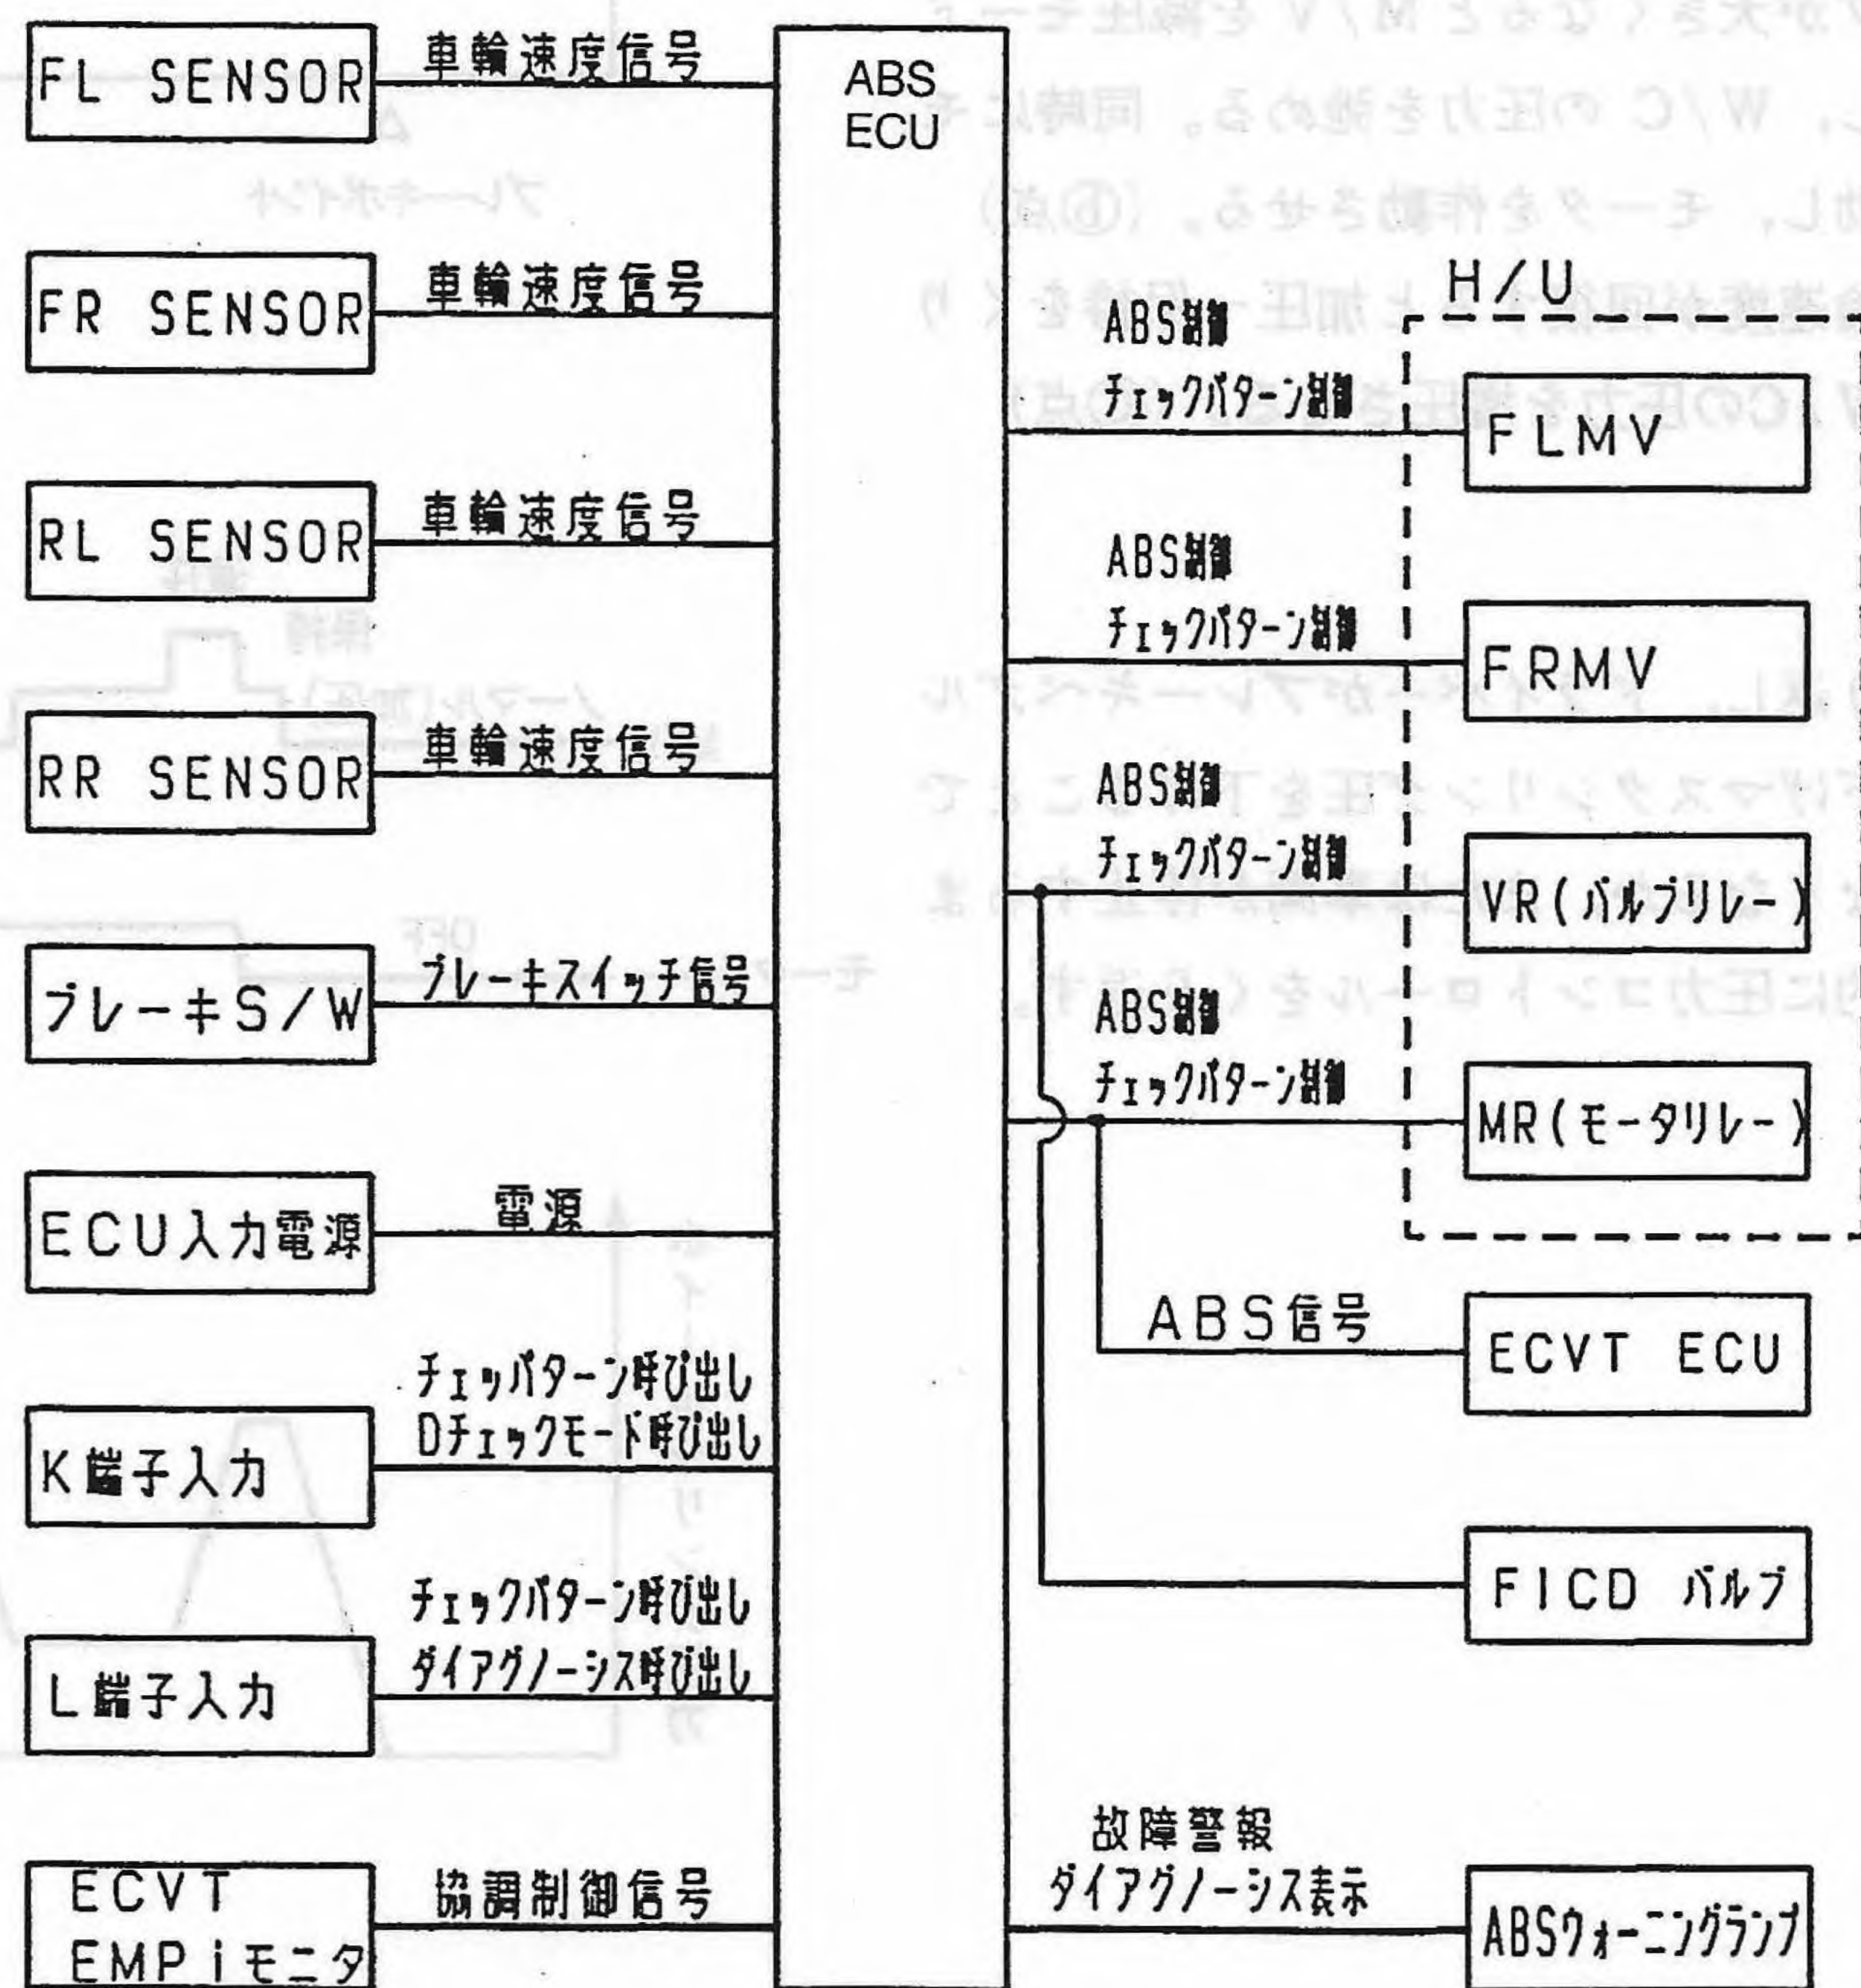 FL SENSOR
車輪速度信号
ABS
ECU
FR SENSOR
車輪速度信号
RL SENSOR
車輪速度信号
RR SENSOR
車輪速度信号
ブレーキS/W
ブレーキスイッチ信号
ECU入力電源
電源
K端子入力
チェッパターン呼び出し
Dチェックモード呼び出し
L端子入力
チェックパターン呼び出し
ダイアグノーシス呼び出し
ECVT
EMPiモニタ
協調制御信号
H/U
ABS制御
チェックパターン制御
FLMV
ABS制御
チェックパターン制御
FRMV
ABS制御
チェックパターン制御
VR(バルブリレー)
ABS制御
チェックパターン制御
MR(モータリレー)
ABS信号
ECVT ECU
FICD バルブ
故障警報
ダイアグノーシス表示
ABSウォーニングランプ